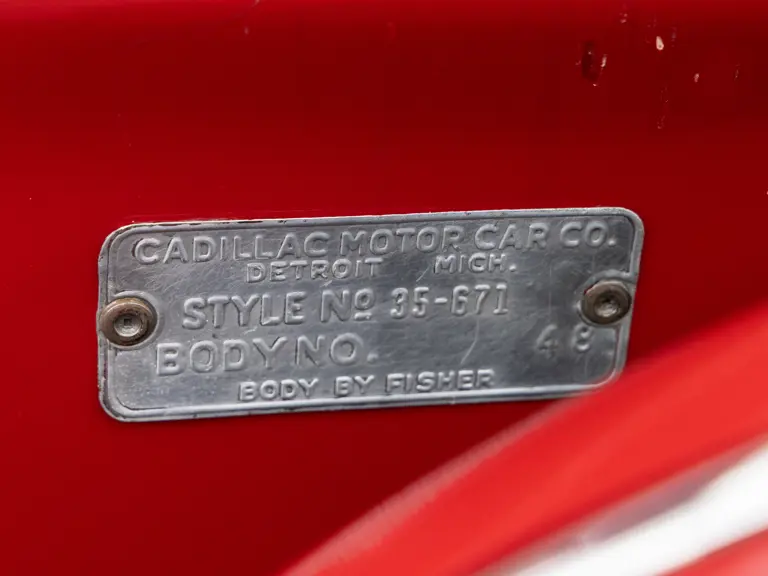 CADILLAC MOTOR CAR CO.
DETROIT MICH.
STYLE No 35-671
BODY NO. 48
BODY BY FISHER